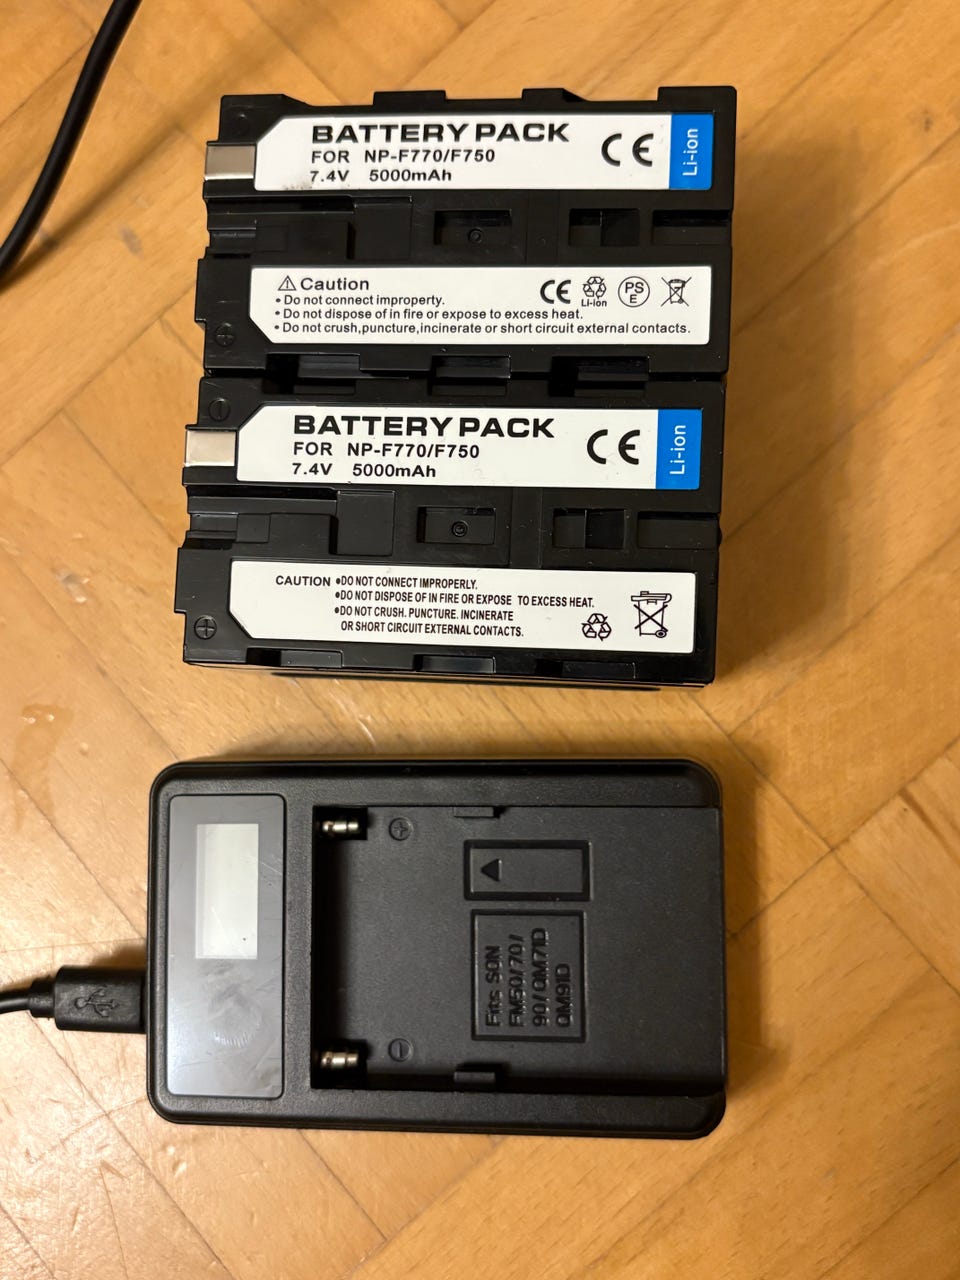 BATTERY PACK
FOR NP-F770/F750
7.4V 5000mAh
CE
Li-ion
Caution
• Do not connect improperly.
• Do not dispose of in fire or expose to excess heat.
• Do not crush,puncture,incinerate or short circuit external contacts.
CE
Li-ion
PS
E
BATTERY PACK
FOR NP-F770/F750
7.4V 5000mAh
CE
Li-ion
CAUTION •DO NOT CONNECT IMPROPERLY.
•DO NOT DISPOSE OF IN FIRE OR EXPOSE TO EXCESS HEAT.
•DO NOT CRUSH. PUNCTURE. INCINERATE
OR SHORT CIRCUIT EXTERNAL CONTACTS.
Fits SON
FM50/70/
90/QM71D
QM91D